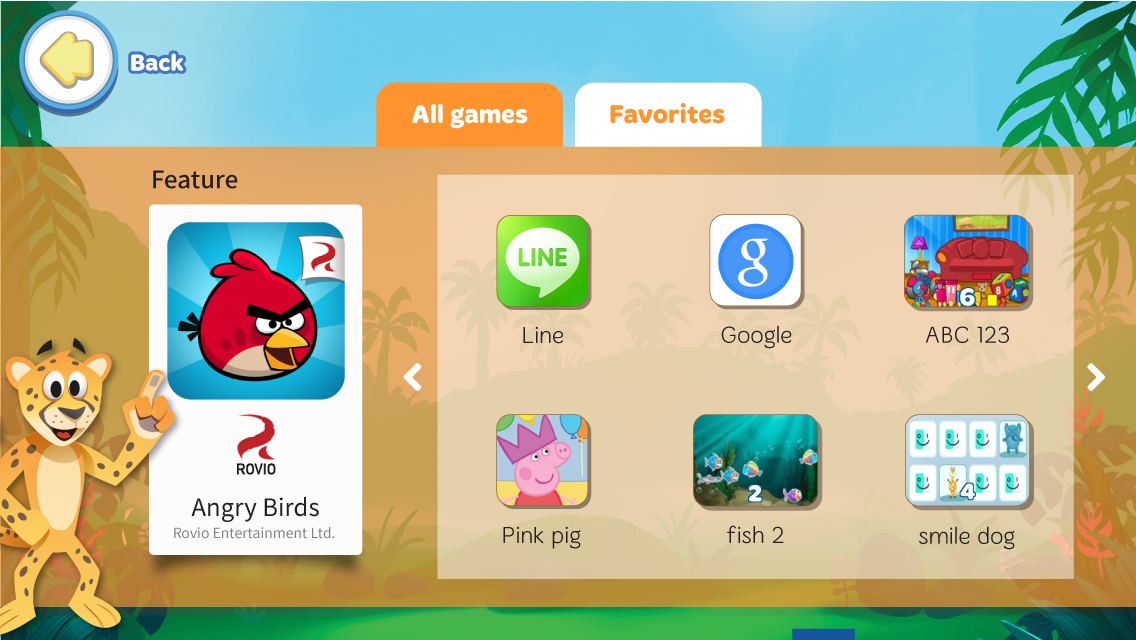 Back
All games
Favorites
Feature
ROVIO
Angry Birds
Rovio Entertainment Ltd.
LINE
Line
g
Google
6
ABC 123
Pink pig
2
fish 2
4
smile dog